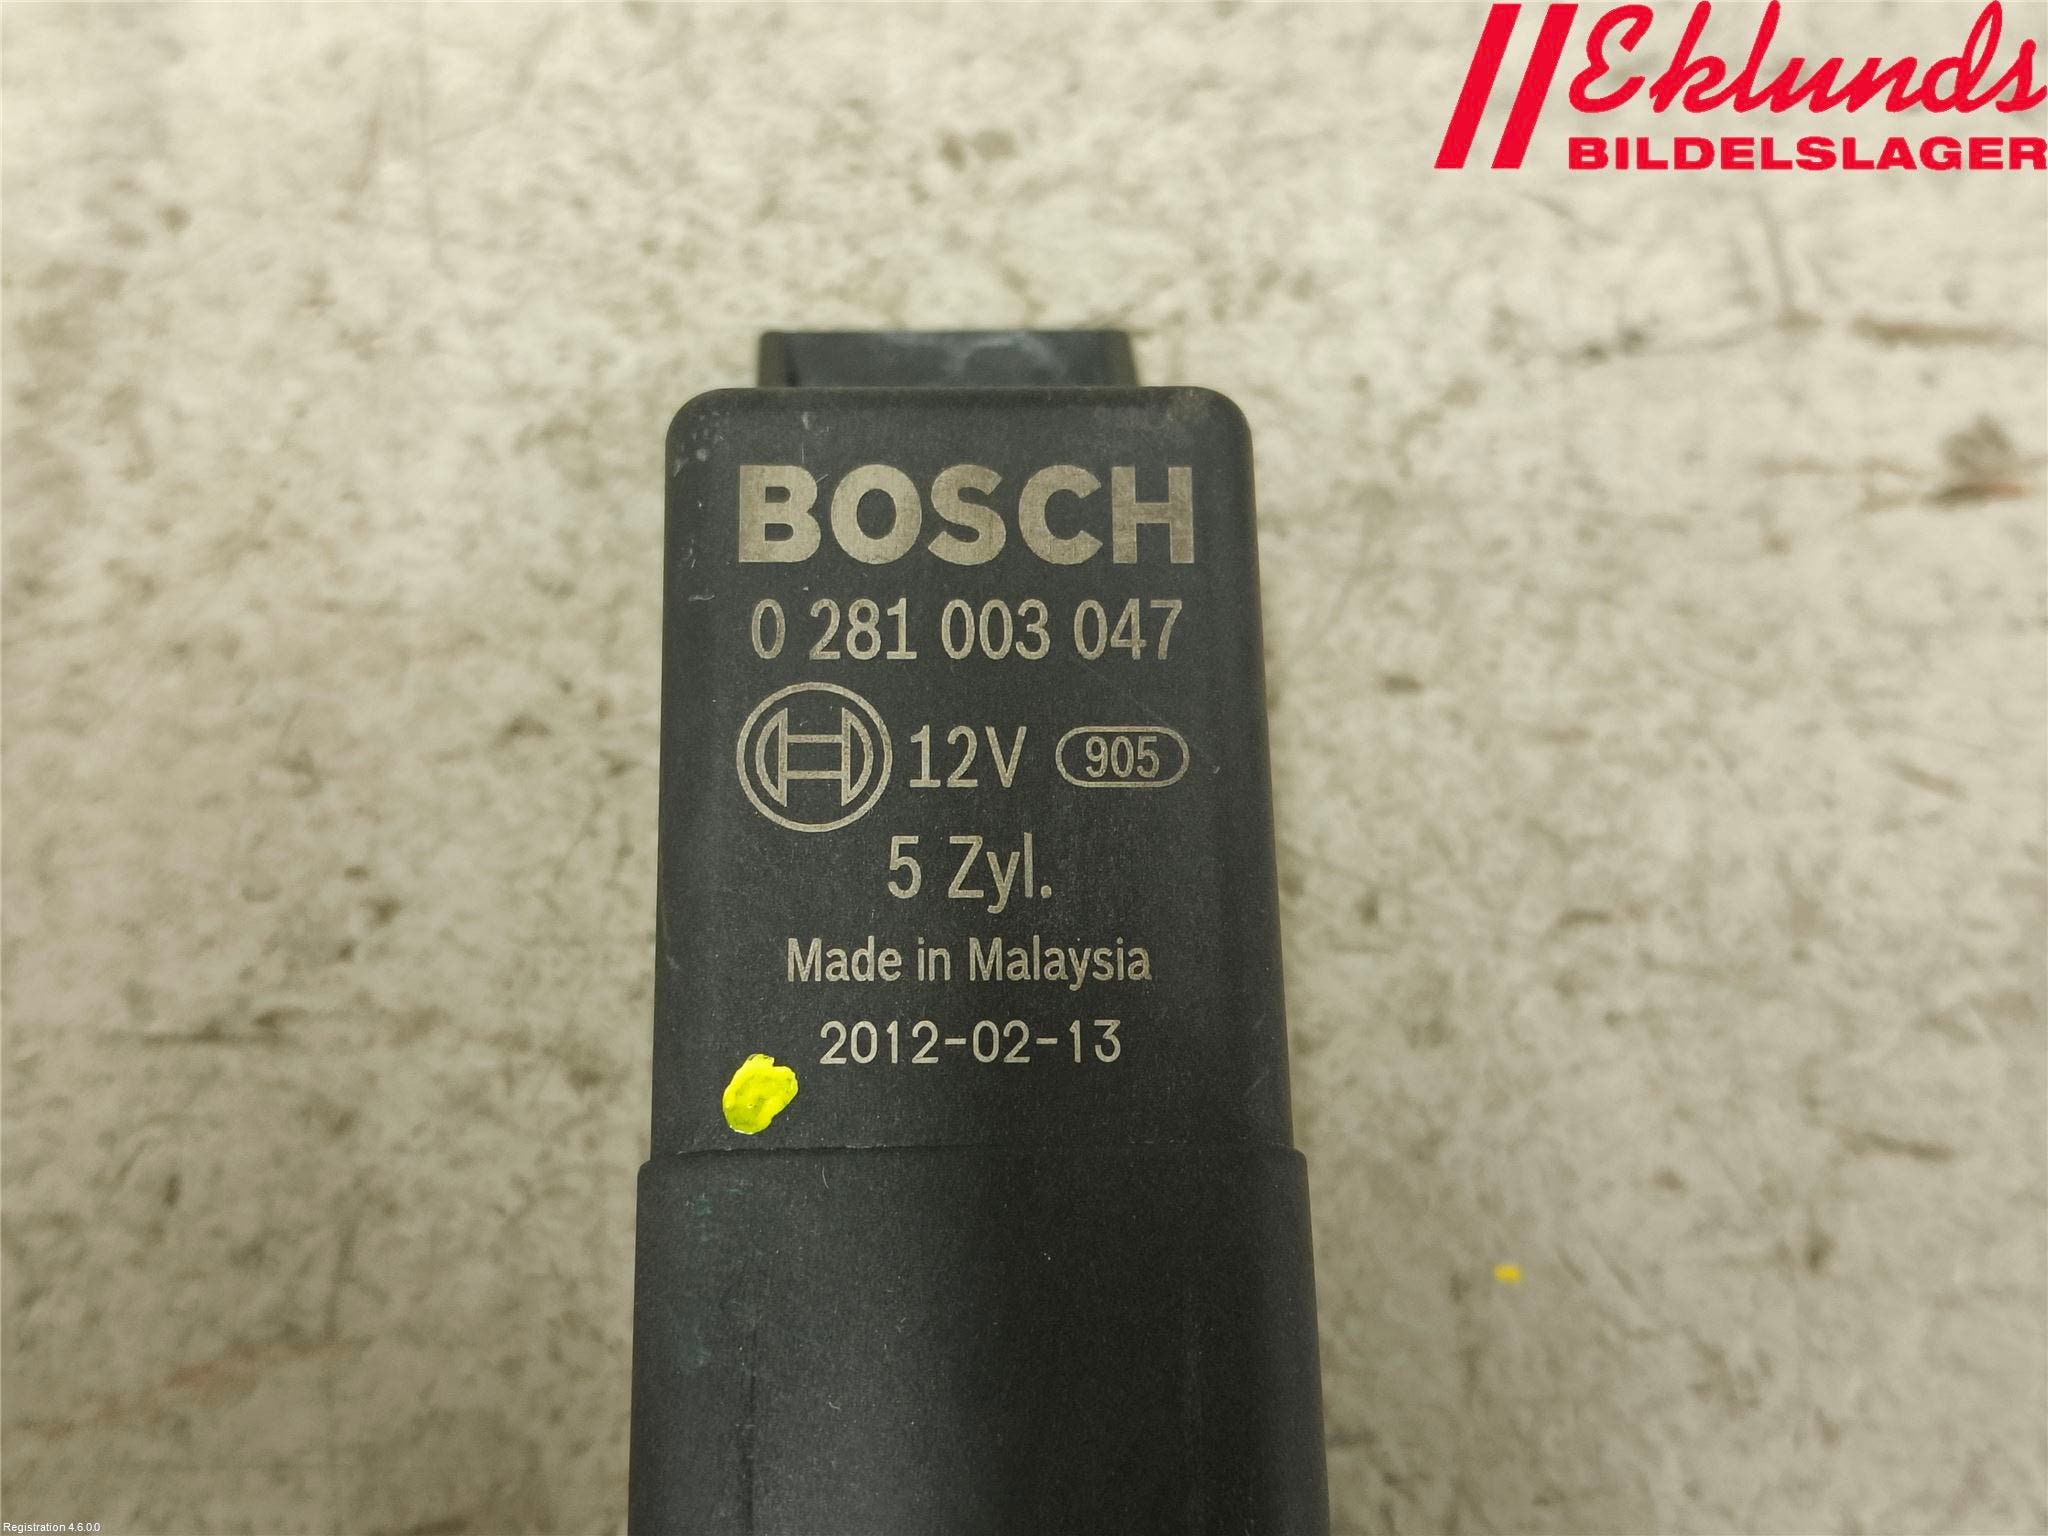 Eklunds
BILDELSLAGER
BOSCH
0 281 003 047
12V 905
5 Zyl.
Made in Malaysia
2012-02-13
Registration 4.6.0.0